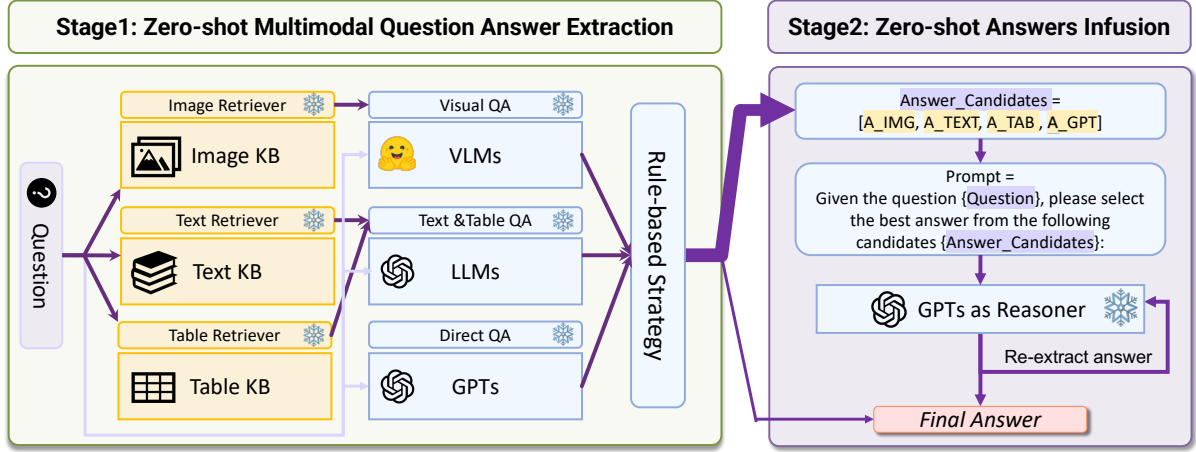 Stage1: Zero-shot Multimodal Question Answer Extraction
Stage2: Zero-shot Answers Infusion
Question
Image Retriever
Image KB
Text Retriever
Text KB
Table Retriever
Table KB
Visual QA
VLMs
Text &Table QA
LLMs
Direct QA
GPTs
Rule-based Strategy
Answer_Candidates =
[A_IMG, A_TEXT, A_TAB , A_GPT]
Prompt =
Given the question {Question}, please select
the best answer from the following
candidates {Answer_Candidates}:
GPTs as Reasoner
Re-extract answer
Final Answer